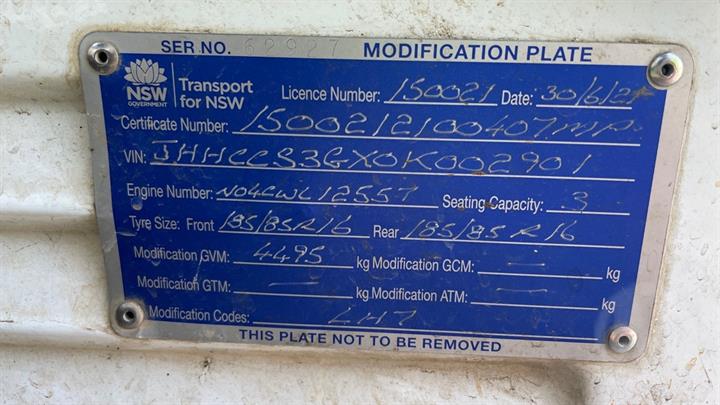 SER NO. 62927 MODIFICATION PLATE
NSW GOVERNMENT Transport for NSW Licence Number: 150021 Date: 30/6/21
Certificate Number: 1500212100407MP
VIN: JHHCCS3GX0K002901
Engine Number: N04CWL12557 Seating Capacity: 3
Tyre Size: Front 185/85R16 Rear 185/85R16
Modification GVM: 4495 kg Modification GCM: — kg
Modification GTM: — kg Modification ATM: — kg
Modification Codes: LH7
THIS PLATE NOT TO BE REMOVED